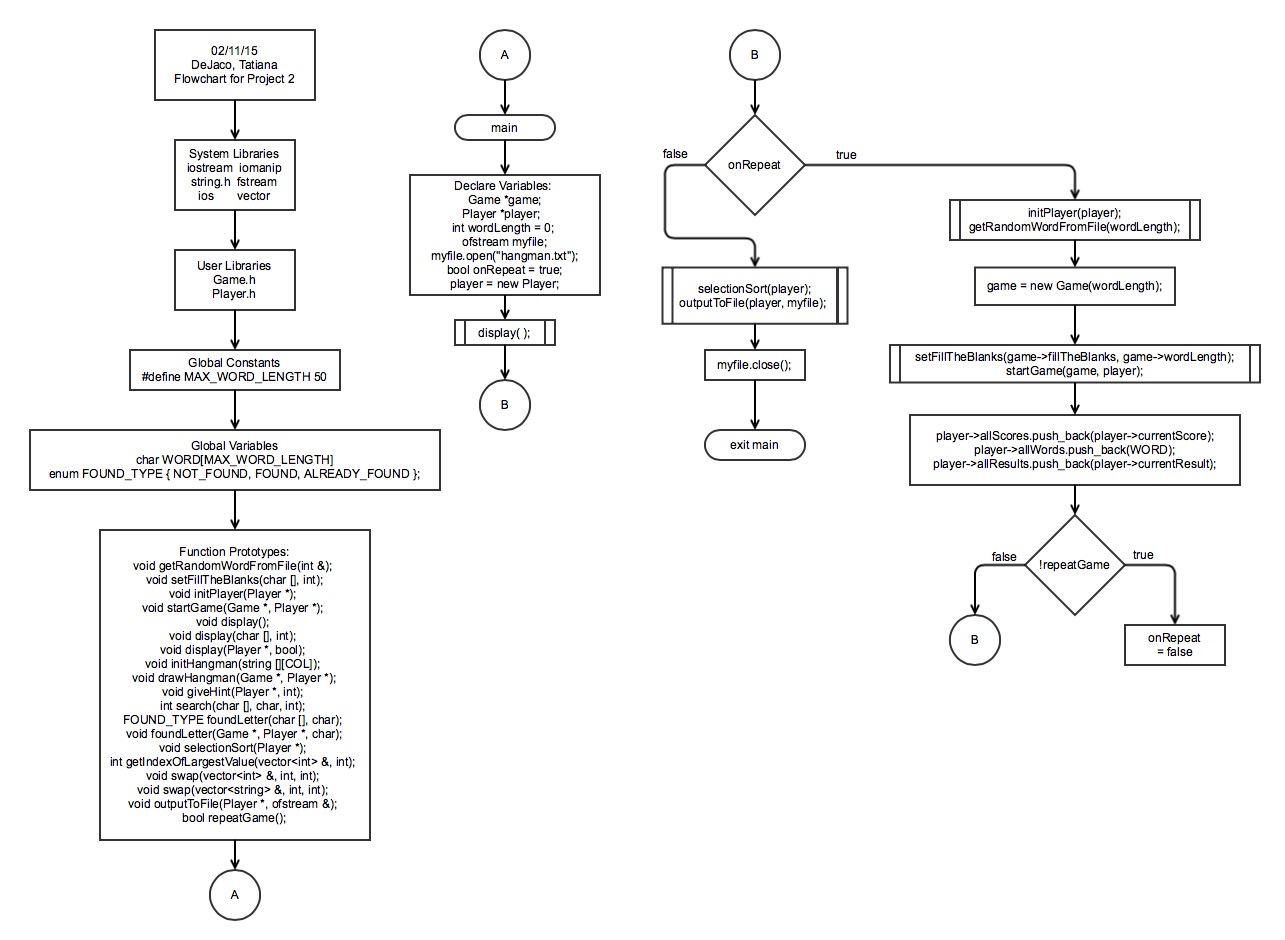 02/11/15
DeJaco, Tatiana
Flowchart for Project 2
System Libraries
iostream iomanip
string.h fstream
ios vector
User Libraries
Game.h
Player.h
Global Constants
#define MAX_WORD_LENGTH 50
Global Variables
char WORD[MAX_WORD_LENGTH]
enum FOUND_TYPE { NOT_FOUND, FOUND, ALREADY_FOUND };
Function Prototypes:
void getRandomWordFromFile(int &);
void setFillTheBlanks(char [], int);
void initPlayer(Player *);
void startGame(Game *, Player *);
void display();
void display(char [], int);
void display(Player *, bool);
void initHangman(string [][COL]);
void drawHangman(Game *, Player *);
void giveHint(Player *, int);
int search(char [], char, int);
FOUND_TYPE foundLetter(char [], char);
void foundLetter(Game *, Player *, char);
void selectionSort(Player *);
int getIndexOfLargestValue(vector<int> &, int);
void swap(vector<int> &, int, int);
void swap(vector<string> &, int, int);
void outputToFile(Player *, ofstream &);
bool repeatGame();
A
A
main
Declare Variables:
Game *game;
Player *player;
int wordLength = 0;
ofstream myfile;
myfile.open("hangman.txt");
bool onRepeat = true;
player = new Player;
display( );
B
B
onRepeat
false
true
selectionSort(player);
outputToFile(player, myfile);
myfile.close();
exit main
initPlayer(player);
getRandomWordFromFile(wordLength);
game = new Game(wordLength);
setFillTheBlanks(game->fillTheBlanks, game->wordLength);
startGame(game, player);
player->allScores.push_back(player->currentScore);
player->allWords.push_back(WORD);
player->allResults.push_back(player->currentResult);
!repeatGame
false
true
B
onRepeat
= false